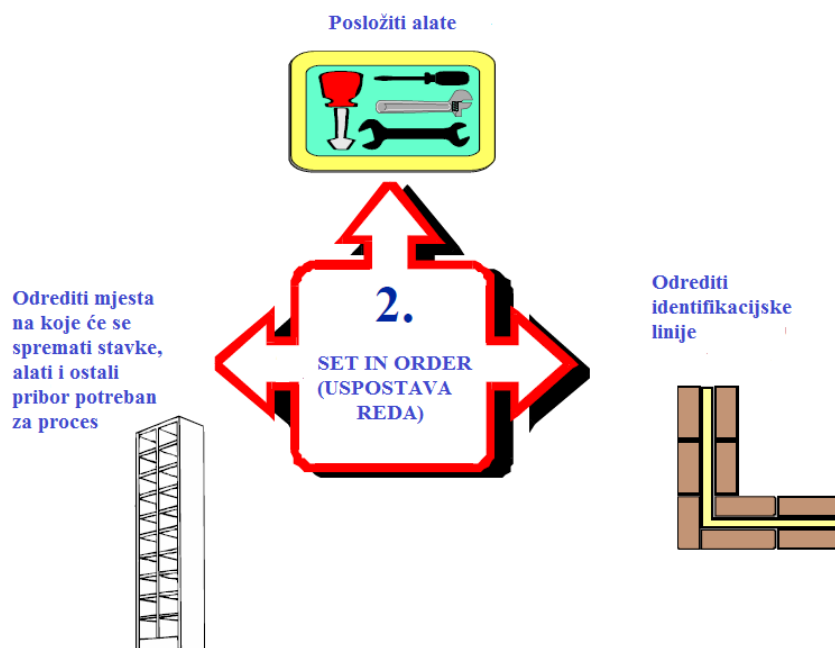 Posložiti alate
Odrediti mjesta
na koje će se
spremati stavke,
alati i ostali
pribor potreban
za proces
2.
SET IN ORDER
(USPOSTAVA
REDA)
Odrediti
identifikacijske
linije